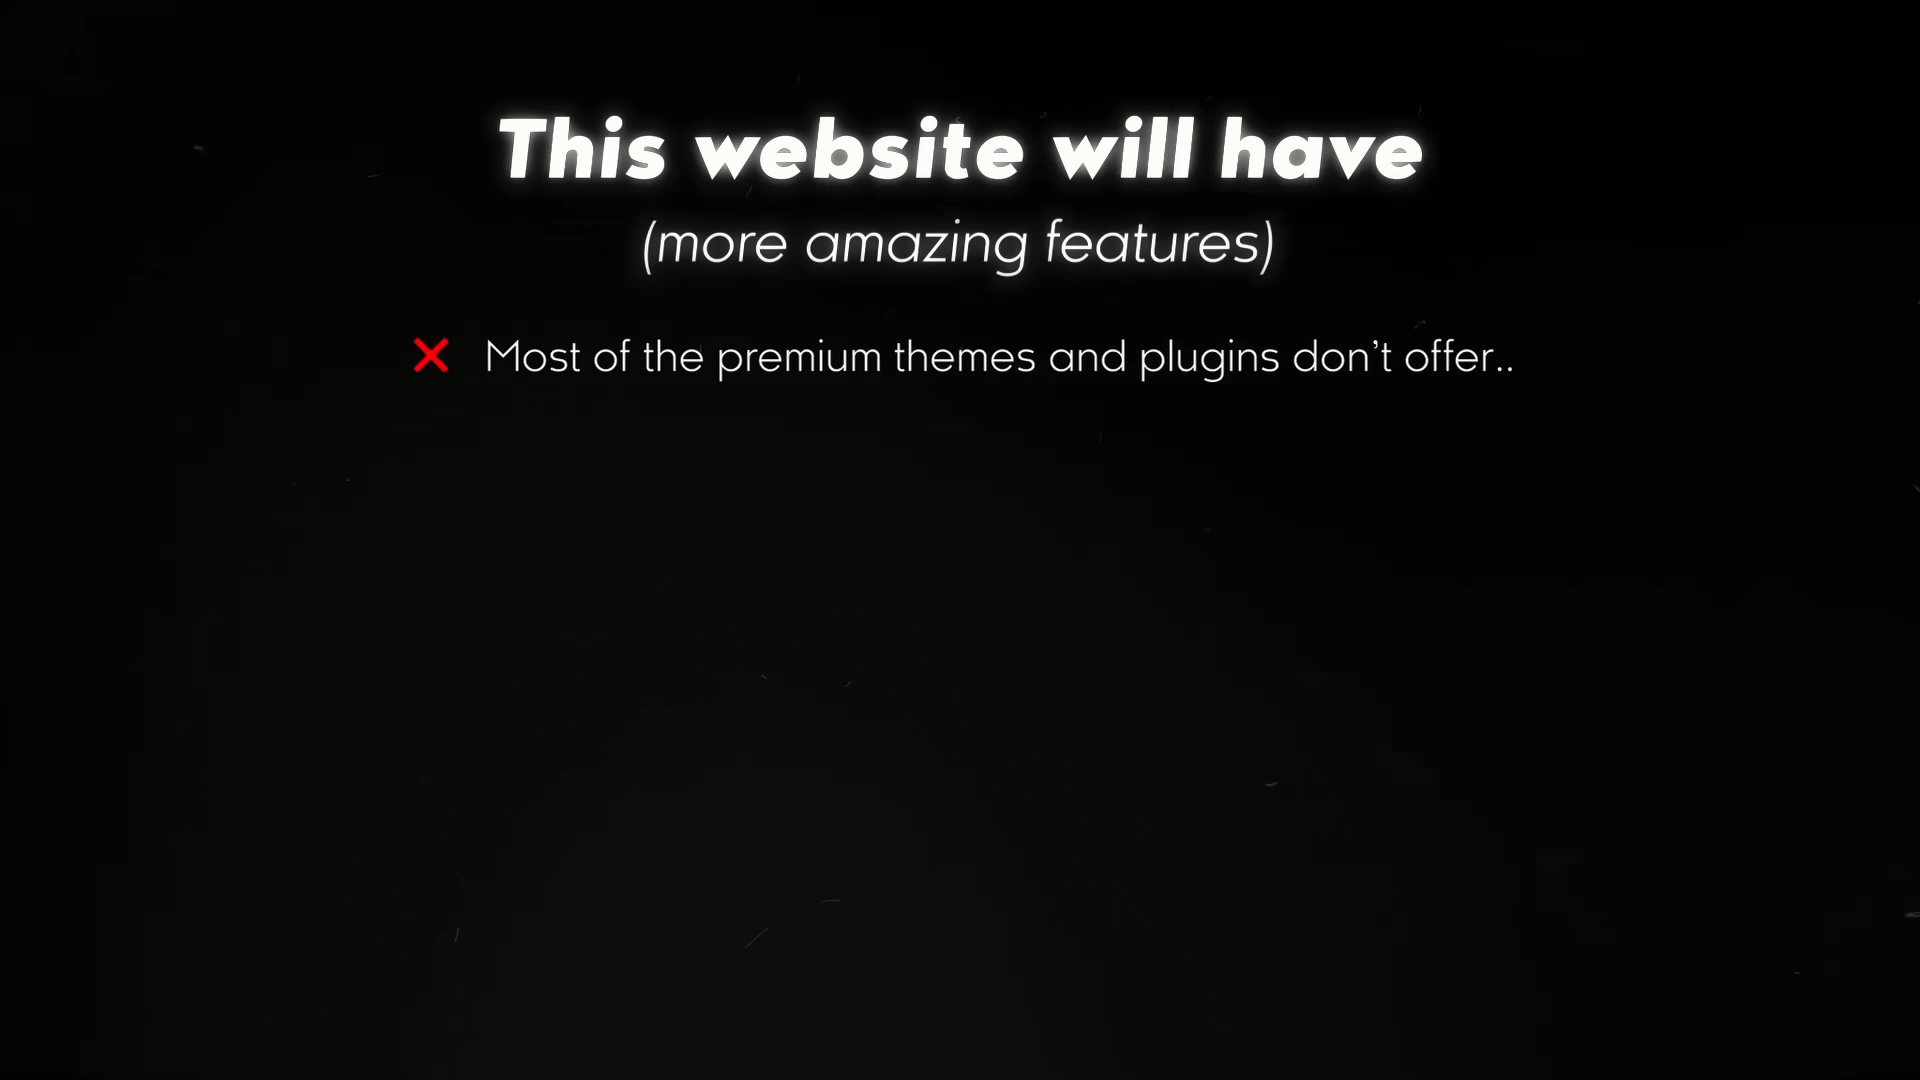 This website will have
(more amazing features)
❌ Most of the premium themes and plugins don’t offer..